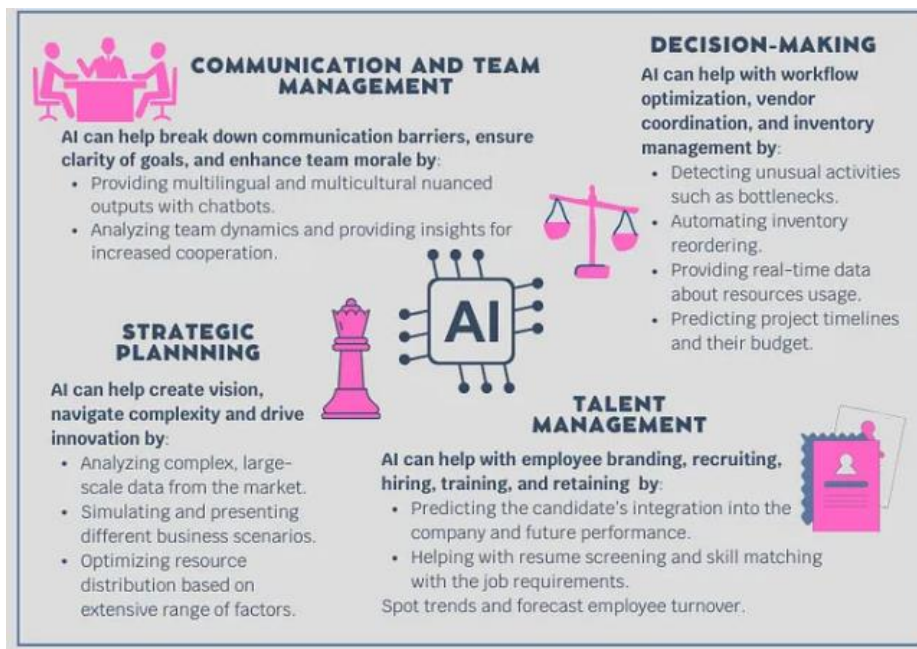 COMMUNICATION AND TEAM
MANAGEMENT
AI can help break down communication barriers, ensure
clarity of goals, and enhance team morale by:
• Providing multilingual and multicultural nuanced
outputs with chatbots.
• Analyzing team dynamics and providing insights for
increased cooperation.
DECISION-MAKING
AI can help with workflow
optimization, vendor
coordination, and inventory
management by:
• Detecting unusual activities
such as bottlenecks.
• Automating inventory
reordering.
• Providing real-time data
about resources usage.
• Predicting project timelines
and their budget.
AI
STRATEGIC
PLANNNING
AI can help create vision,
navigate complexity and drive
innovation by:
• Analyzing complex, large-
scale data from the market.
• Simulating and presenting
different business scenarios.
• Optimizing resource
distribution based on
extensive range of factors.
TALENT
MANAGEMENT
AI can help with employee branding, recruiting,
hiring, training, and retaining by:
• Predicting the candidate's integration into the
company and future performance.
• Helping with resume screening and skill matching
with the job requirements.
Spot trends and forecast employee turnover.